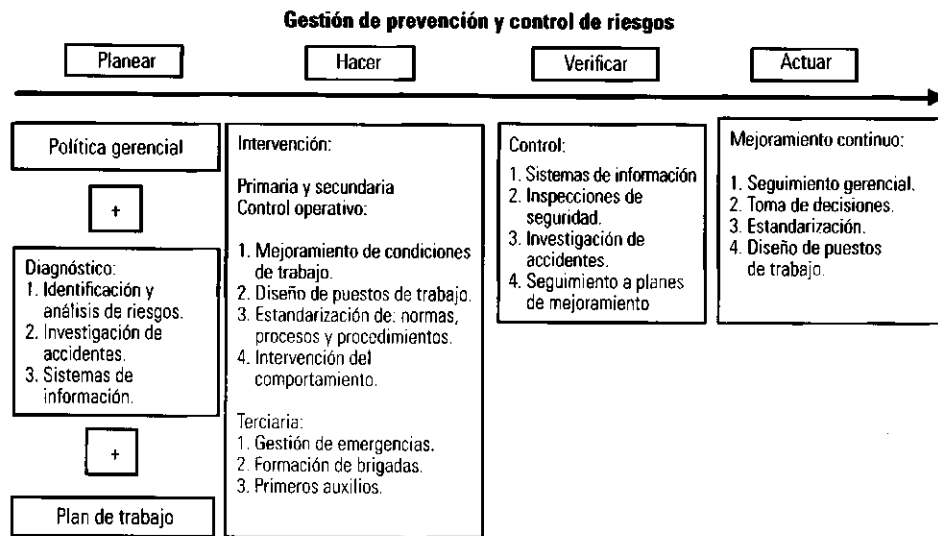 Gestión de prevención y control de riesgos
Planear
Hacer
Verificar
Actuar
Política gerencial
+
Diagnóstico:
1. Identificación y
análisis de riesgos.
2. Investigación de
accidentes.
3. Sistemas de
información.
+
Plan de trabajo
Intervención:
Primaria y secundaria
Control operativo:
1. Mejoramiento de condiciones
de trabajo.
2. Diseño de puestos de trabajo.
3. Estandarización de: normas,
procesos y procedimientos.
4. Intervención del
comportamiento.
Terciaria:
1. Gestión de emergencias.
2. Formación de brigadas.
3. Primeros auxilios.
Control:
1. Sistemas de información
2. Inspecciones de
seguridad.
3. Investigación de
accidentes.
4. Seguimiento a planes
de mejoramiento
Mejoramiento continuo:
1. Seguimiento gerencial.
2. Toma de decisiones.
3. Estandarización.
4. Diseño de puestos
de trabajo.